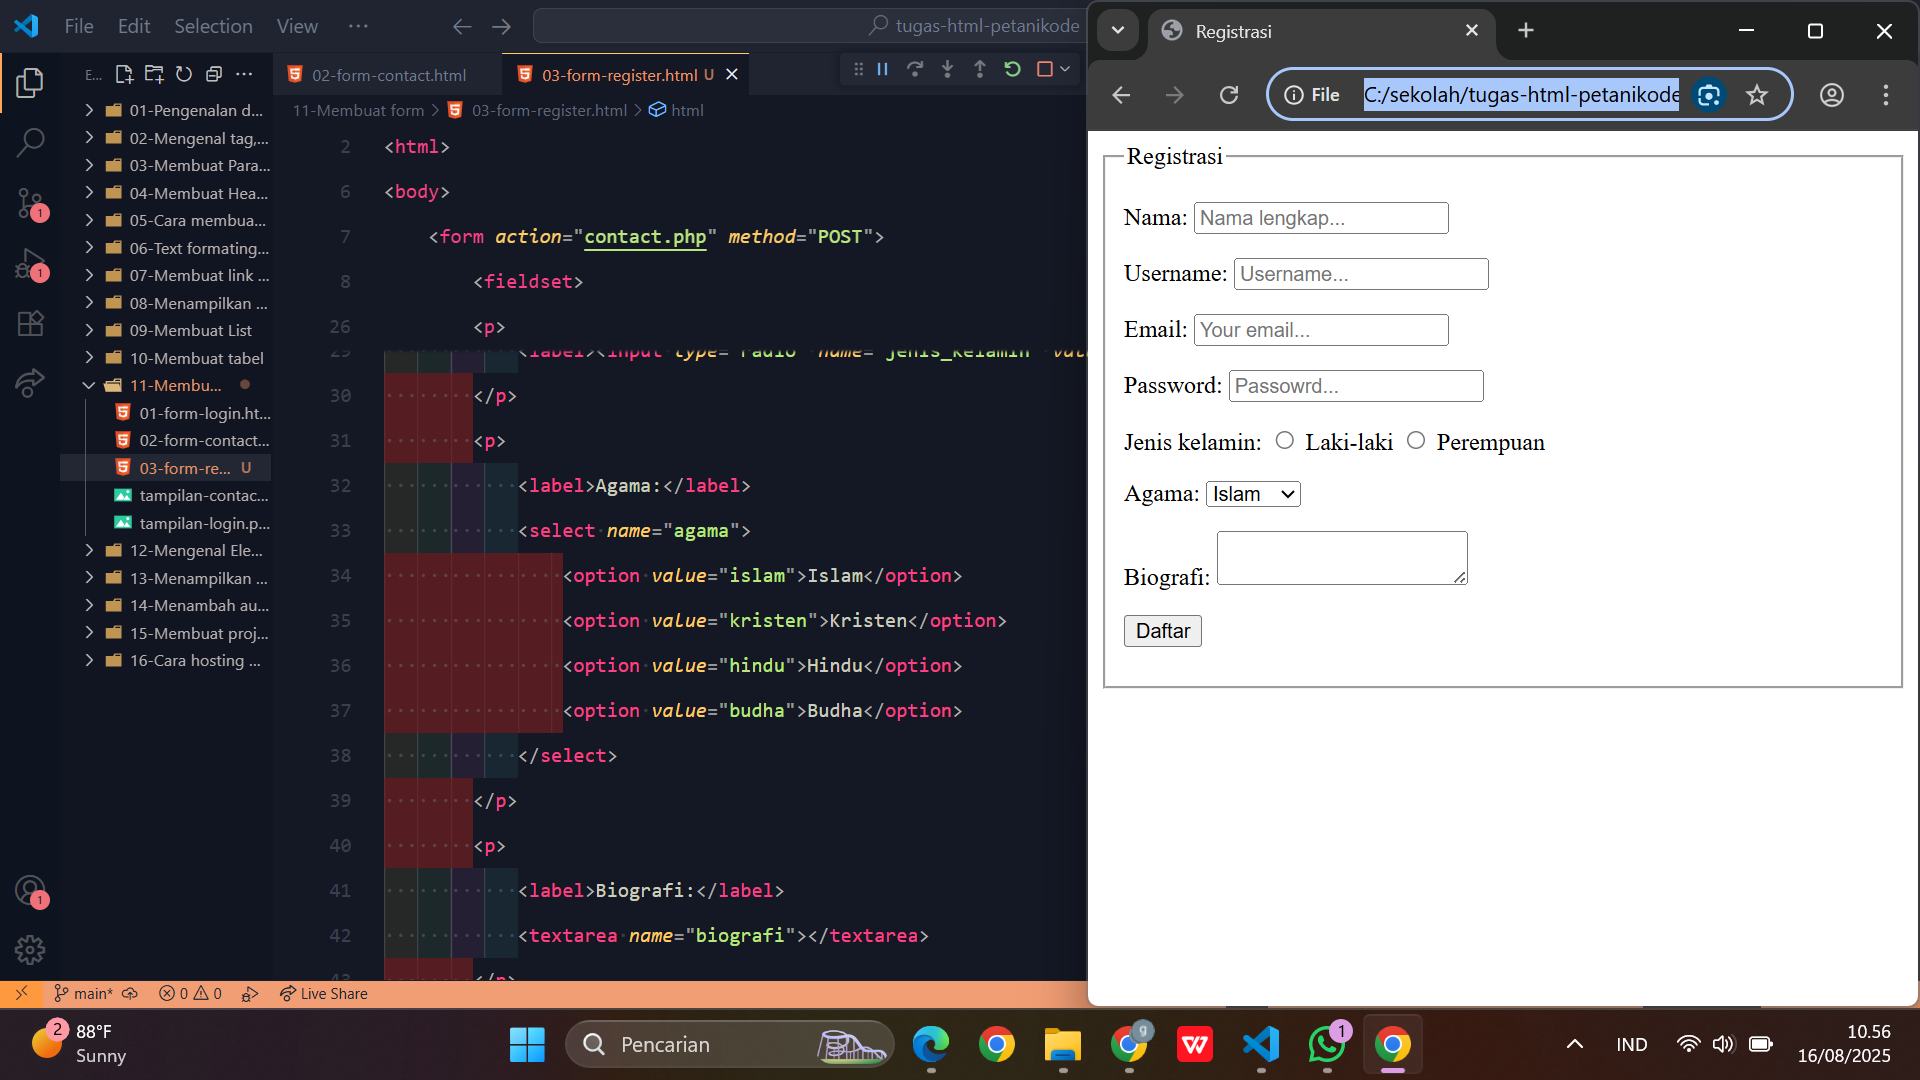 File Edit Selection View ···
tugas-html-petanikode
E...
02-form-contact.html
03-form-register.html U
11-Membuat form > 03-form-register.html > html
01-Pengenalan d...
02-Mengenal tag,...
03-Membuat Para...
04-Membuat Hea...
05-Cara membua...
06-Text formating...
07-Membuat link ...
08-Menampilkan ...
09-Membuat List
10-Membuat tabel
11-Membu...
01-form-login.ht...
02-form-contact...
03-form-re... U
tampilan-contac...
tampilan-login.p...
12-Mengenal Ele...
13-Menampilkan ...
14-Menambah au...
15-Membuat proj...
16-Cara hosting ...
1
1
1
2 <html>
6 <body>
7 <form action="contact.php" method="POST">
8 <fieldset>
26 <p>
29 <label><input type="radio" name="jenis_kelamin" val
30 </p>
31 <p>
32 <label>Agama:</label>
33 <select name="agama">
34 <option value="islam">Islam</option>
35 <option value="kristen">Kristen</option>
36 <option value="hindu">Hindu</option>
37 <option value="budha">Budha</option>
38 </select>
39 </p>
40 <p>
41 <label>Biografi:</label>
42 <textarea name="biografi"></textarea>
43 </p>
main* 0 0 Live Share
Registrasi
File C:/sekolah/tugas-html-petanikode
Registrasi
Nama: Nama lengkap...
Username: Username...
Email: Your email...
Password: Passowrd...
Jenis kelamin: Laki-laki Perempuan
Agama: Islam
Biografi:
Daftar
2
88°F
Sunny
Pencarian
g
W
1
IND
10.56
16/08/2025